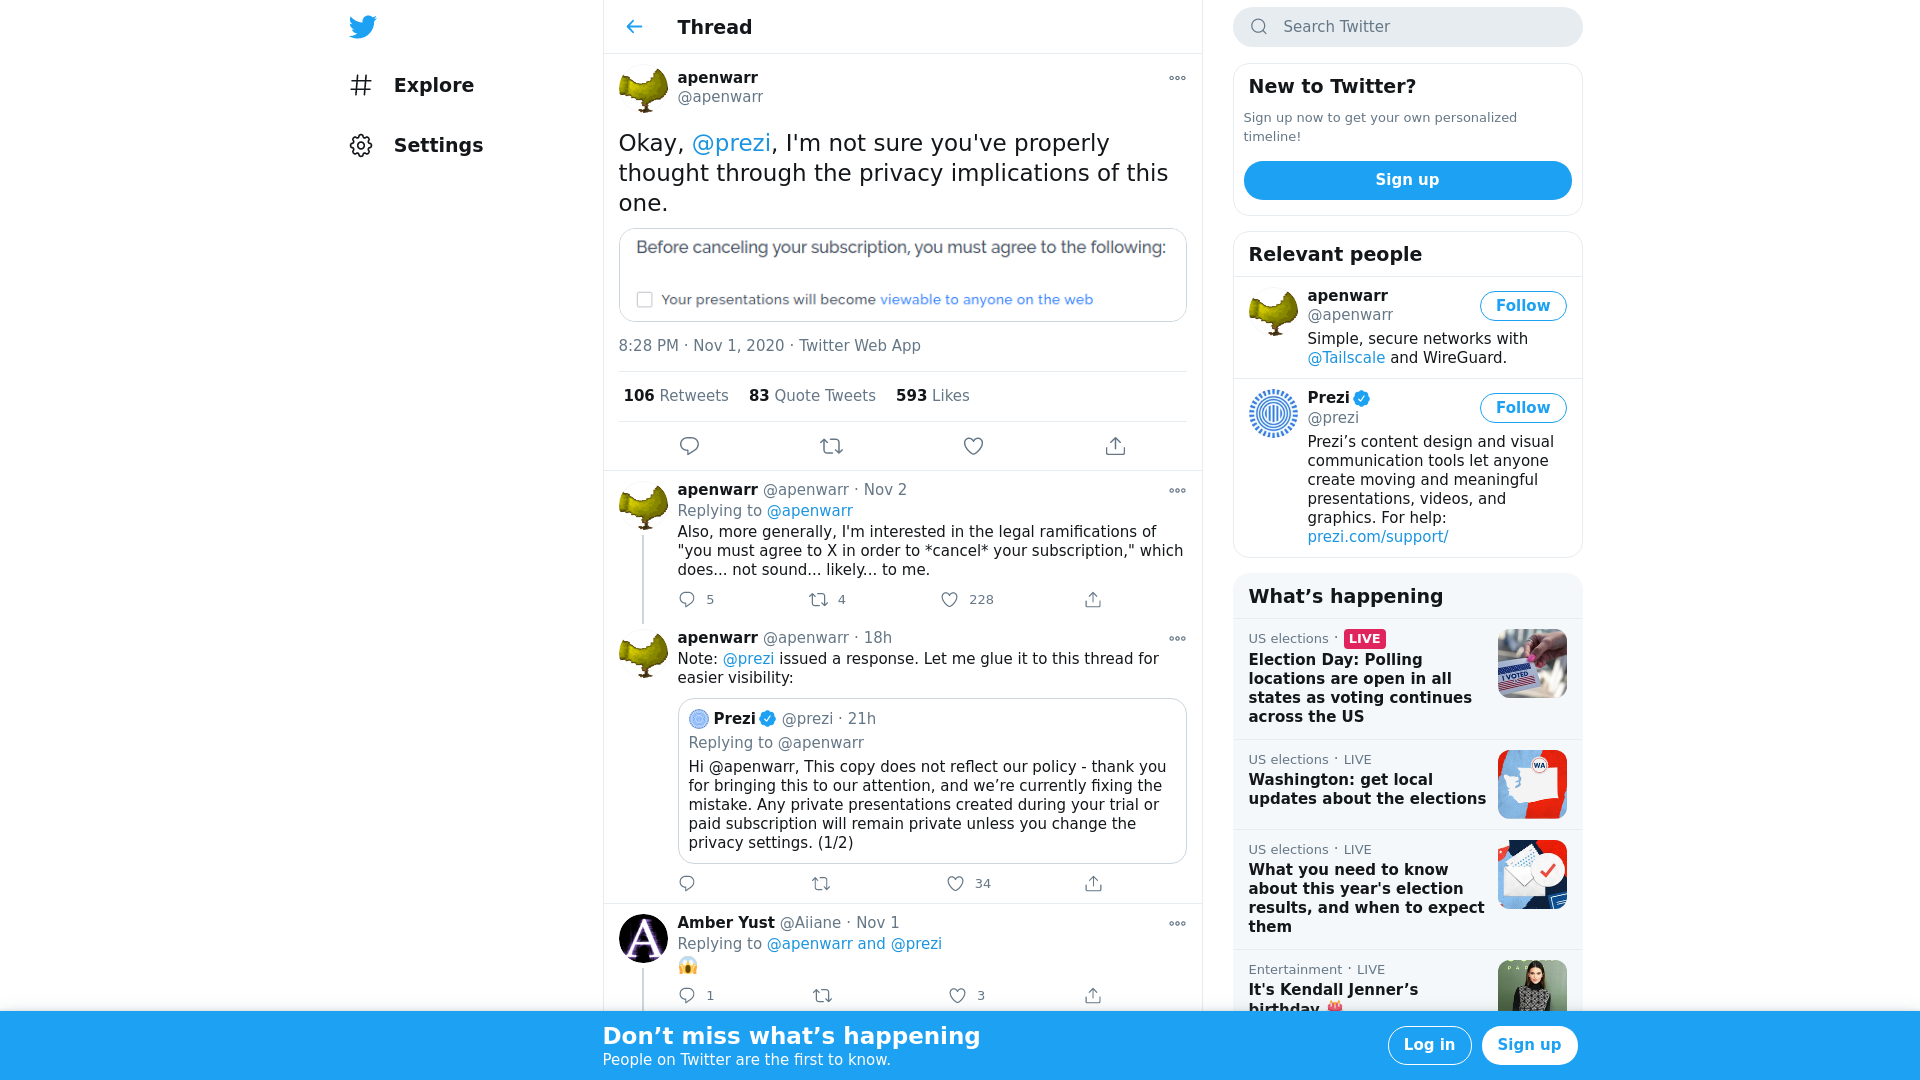 Explore
Settings
Thread
apenwarr
@apenwarr
Okay, @prezi, I'm not sure you've properly
thought through the privacy implications of this
one.
Before canceling your subscription, you must agree to the following:
Your presentations will become viewable to anyone on the web
8:28 PM · Nov 1, 2020 · Twitter Web App
106 Retweets 83 Quote Tweets 593 Likes
apenwarr @apenwarr · Nov 2
Replying to @apenwarr
Also, more generally, I'm interested in the legal ramifications of
"you must agree to X in order to *cancel* your subscription," which
does... not sound... likely... to me.
5 4 228
apenwarr @apenwarr · 18h
Note: @prezi issued a response. Let me glue it to this thread for
easier visibility:
Prezi @prezi · 21h
Replying to @apenwarr
Hi @apenwarr, This copy does not reflect our policy - thank you
for bringing this to our attention, and we’re currently fixing the
mistake. Any private presentations created during your trial or
paid subscription will remain private unless you change the
privacy settings. (1/2)
34
Amber Yust @Aiiane · Nov 1
Replying to @apenwarr and @prezi
😱
1 3
Search Twitter
New to Twitter?
Sign up now to get your own personalized
timeline!
Sign up
Relevant people
apenwarr
@apenwarr
Follow
Simple, secure networks with
@Tailscale and WireGuard.
Prezi
@prezi
Follow
Prezi’s content design and visual
communication tools let anyone
create moving and meaningful
presentations, videos, and
graphics. For help:
prezi.com/support/
What’s happening
US elections · LIVE
Election Day: Polling
locations are open in all
states as voting continues
across the US
I VOTED
US elections · LIVE
Washington: get local
updates about the elections
WA
US elections · LIVE
What you need to know
about this year's election
results, and when to expect
them
Entertainment · LIVE
It's Kendall Jenner’s
birthday
Don’t miss what’s happening
People on Twitter are the first to know.
Log in
Sign up